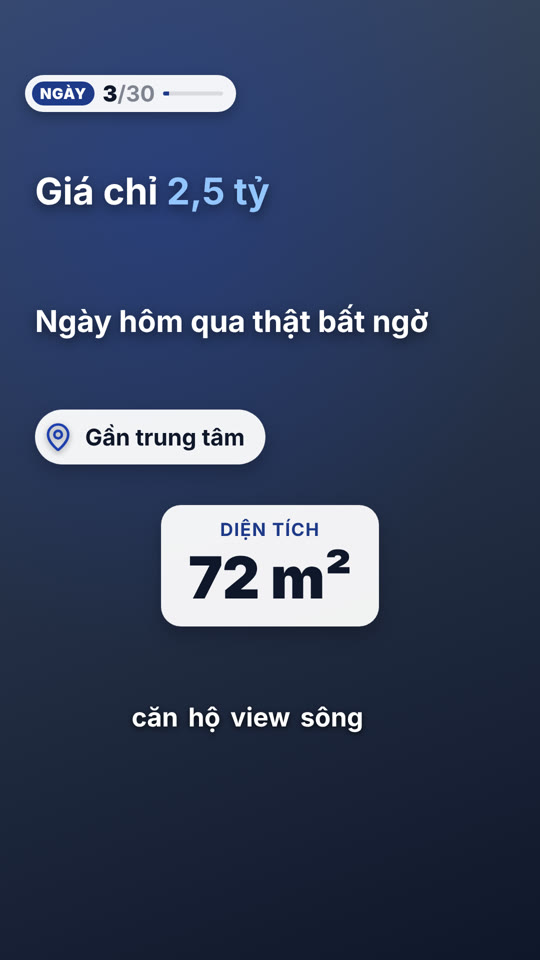 NGÀY 3/30
Giá chỉ 2,5 tỷ
Ngày hôm qua thật bất ngờ
Gần trung tâm
DIỆN TÍCH
72 m²
căn hộ view sông